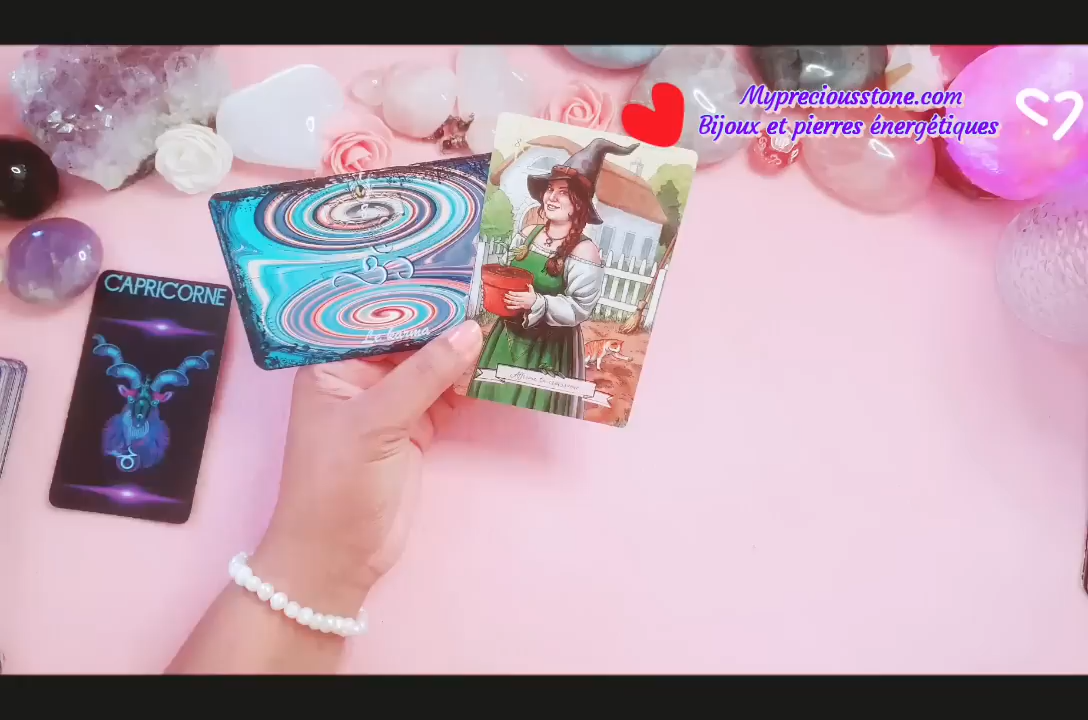 Mypreciousstone.com
Bijoux et pierres énergétiques
CAPRICORNE
Le karma